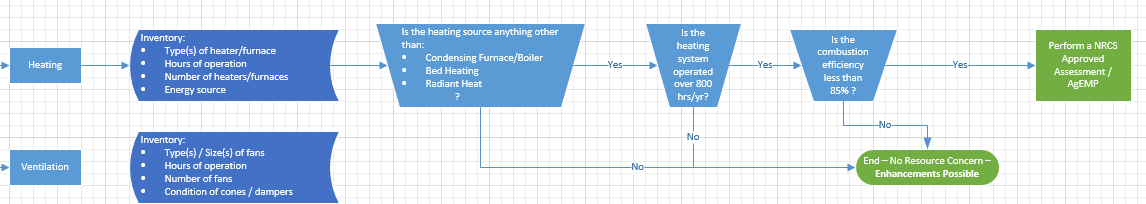 Heating
Inventory:
• Type(s) of heater/furnace
• Hours of operation
• Number of heaters/furnaces
• Energy source
Is the heating source anything other
than:
• Condensing Furnace/Boiler
• Bed Heating
• Radiant Heat
?
Yes
Is the
heating
system
operated
over 800
hrs/yr?
Yes
Is the
combustion
efficiency
less than
85% ?
Yes
Perform a NRCS
Approved
Assessment /
AgEMP
No
No
No
Ventilation
Inventory:
• Type(s) / Size(s) of fans
• Hours of operation
• Number of fans
• Condition of cones / dampers
End – No Resource Concern –
Enhancements Possible